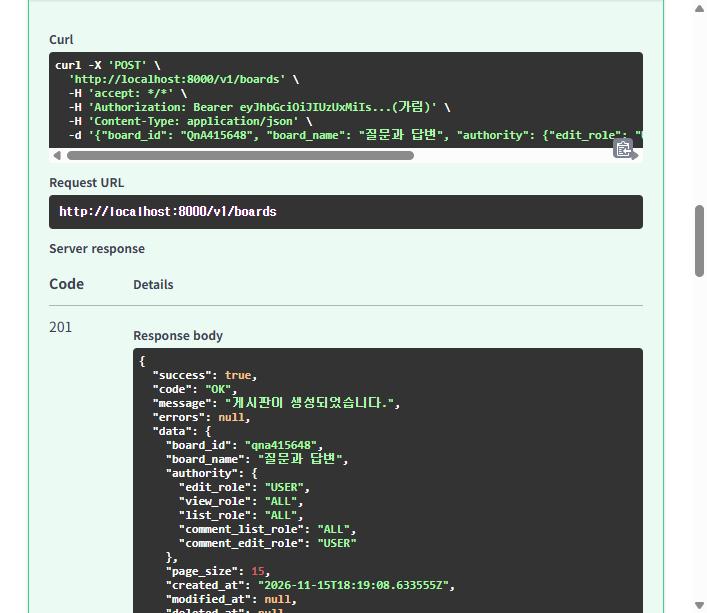 Curl
curl -X 'POST' \
'http://localhost:8000/v1/boards' \
-H 'accept: */*' \
-H 'Authorization: Bearer eyJhbGciOiJIUzUxMiIs...(가림)' \
-H 'Content-Type: application/json' \
-d '{"board_id": "QnA415648", "board_name": "질문과 답변", "authority": {"edit_role": "
Request URL
http://localhost:8000/v1/boards
Server response
Code Details
201
Response body
{
"success": true,
"code": "OK",
"message": "게시판이 생성되었습니다.",
"errors": null,
"data": {
"board_id": "qna415648",
"board_name": "질문과 답변",
"authority": {
"edit_role": "USER",
"view_role": "ALL",
"list_role": "ALL",
"comment_list_role": "ALL",
"comment_edit_role": "USER"
},
"page_size": 15,
"created_at": "2026-11-15T18:19:08.633555Z",
"modified_at": null,
"deleted_at": null